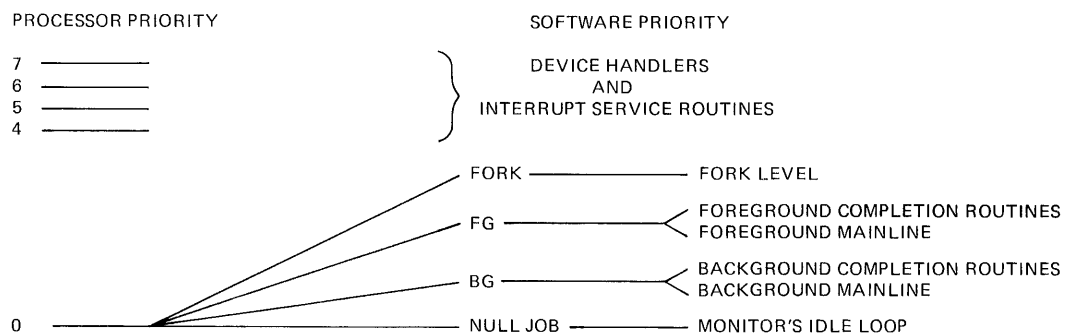 PROCESSOR PRIORITY
SOFTWARE PRIORITY
7
6
5
4
DEVICE HANDLERS
AND
INTERRUPT SERVICE ROUTINES
FORK
FORK LEVEL
FG
FOREGROUND COMPLETION ROUTINES
FOREGROUND MAINLINE
BG
BACKGROUND COMPLETION ROUTINES
BACKGROUND MAINLINE
0
NULL JOB
MONITOR'S IDLE LOOP